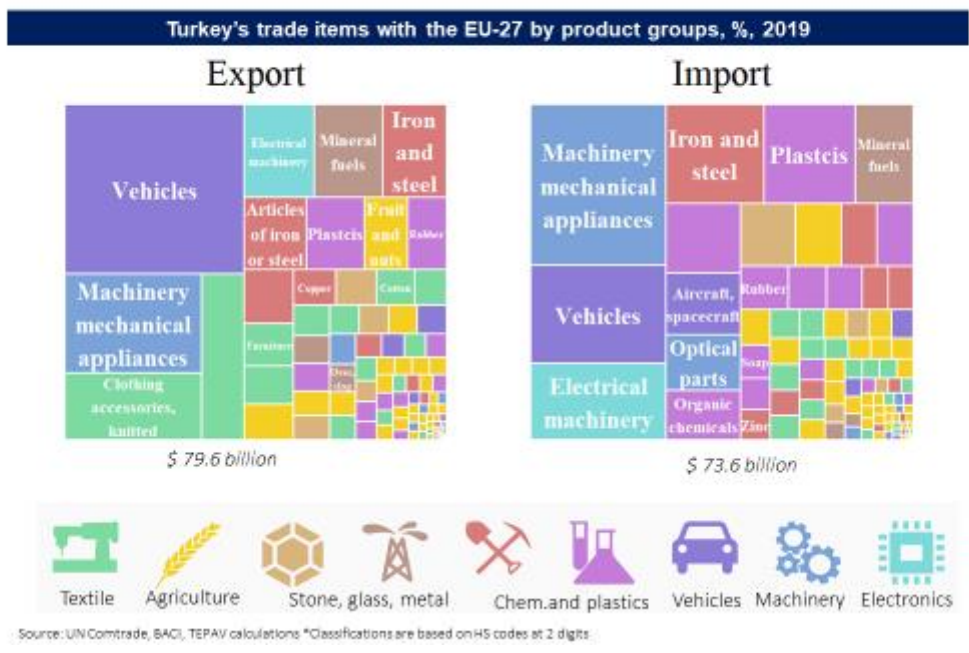 Turkey's trade items with the EU-27 by product groups, %, 2019
Export
Import
Vehicles
Electrical
machinery
Mineral
fuels
Iron
and
steel
Articles
of iron
or steel
Plastcis
Fruit
and
nuts
Rubber
Machinery
mechanical
appliances
Copper
Cotton
Furniture
Clothing
accessories,
knitted
Machinery
mechanical
appliances
Iron and
steel
Plastcis
Mineral
fuels
Vehicles
Aircraft,
spacecraft
Rubber
Optical
parts
Soap
Electrical
machinery
Organic
chemicals
Zinc
$ 79.6 billion
$ 73.6 billion
Textile
Agriculture
Stone, glass, metal
Chem.and plastics
Vehicles
Machinery
Electronics
Source: UN Comtrade, BACI, TEPAV calculations *Classifications are based on HS codes at 2 digits